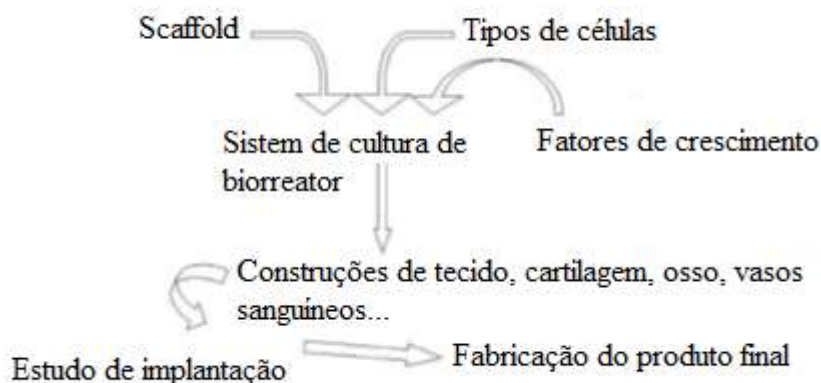 Scaffold
Tipos de células
Sistem de cultura de
biorreator
Fatores de crescimento
Construções de tecido, cartilagem, osso, vasos
sanguíneos...
Estudo de implantação
Fabricação do produto final